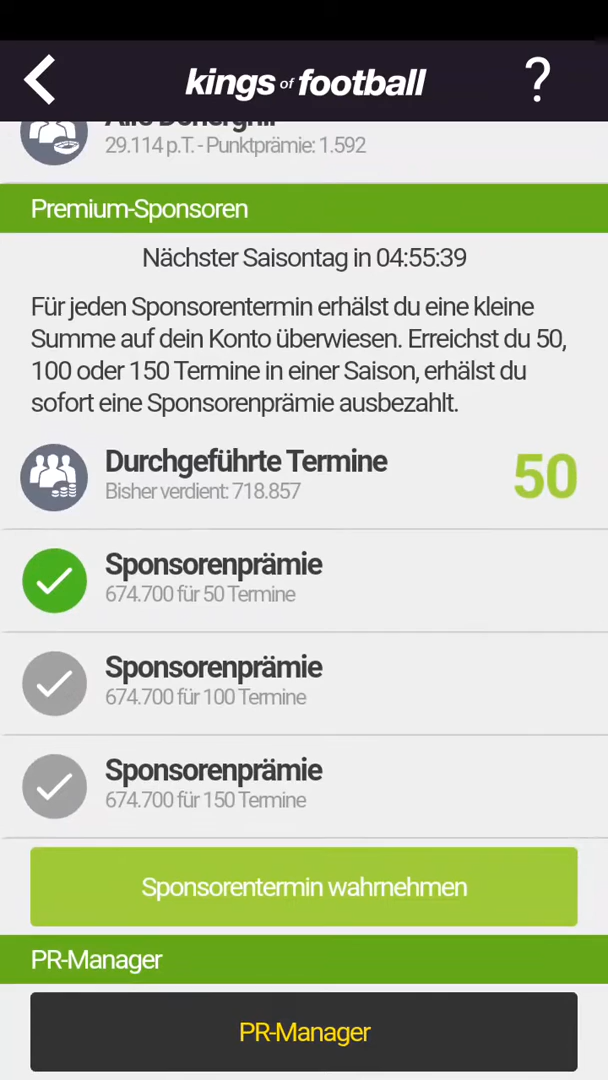 kings of football
?
29.114 p.T. - Punktprämie: 1.592
Premium-Sponsoren
Nächster Saisontag in 04:55:39
Für jeden Sponsorentermin erhälst du eine kleine
Summe auf dein Konto überwiesen. Erreichst du 50,
100 oder 150 Termine in einer Saison, erhälst du
sofort eine Sponsorenprämie ausbezahlt.
Durchgeführte Termine
50
Bisher verdient: 718.857
Sponsorenprämie
674.700 für 50 Termine
Sponsorenprämie
674.700 für 100 Termine
Sponsorenprämie
674.700 für 150 Termine
Sponsorentermin wahrnehmen
PR-Manager
PR-Manager